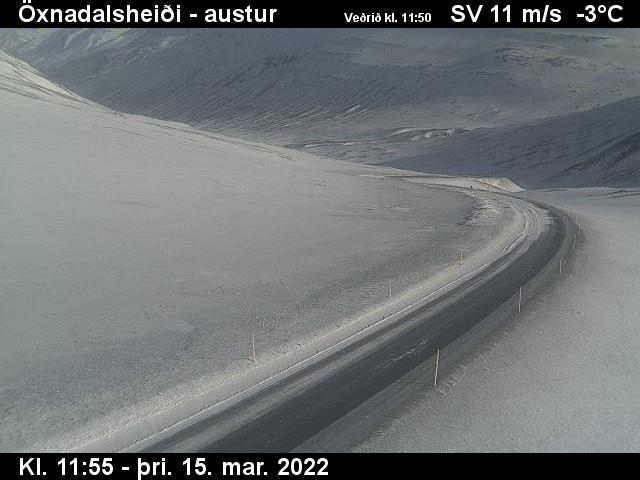 Öxnadalsheiði - austur Veðrið kl. 11:50 SV 11 m/s -3°C
Kl. 11:55 - þri. 15. mar. 2022